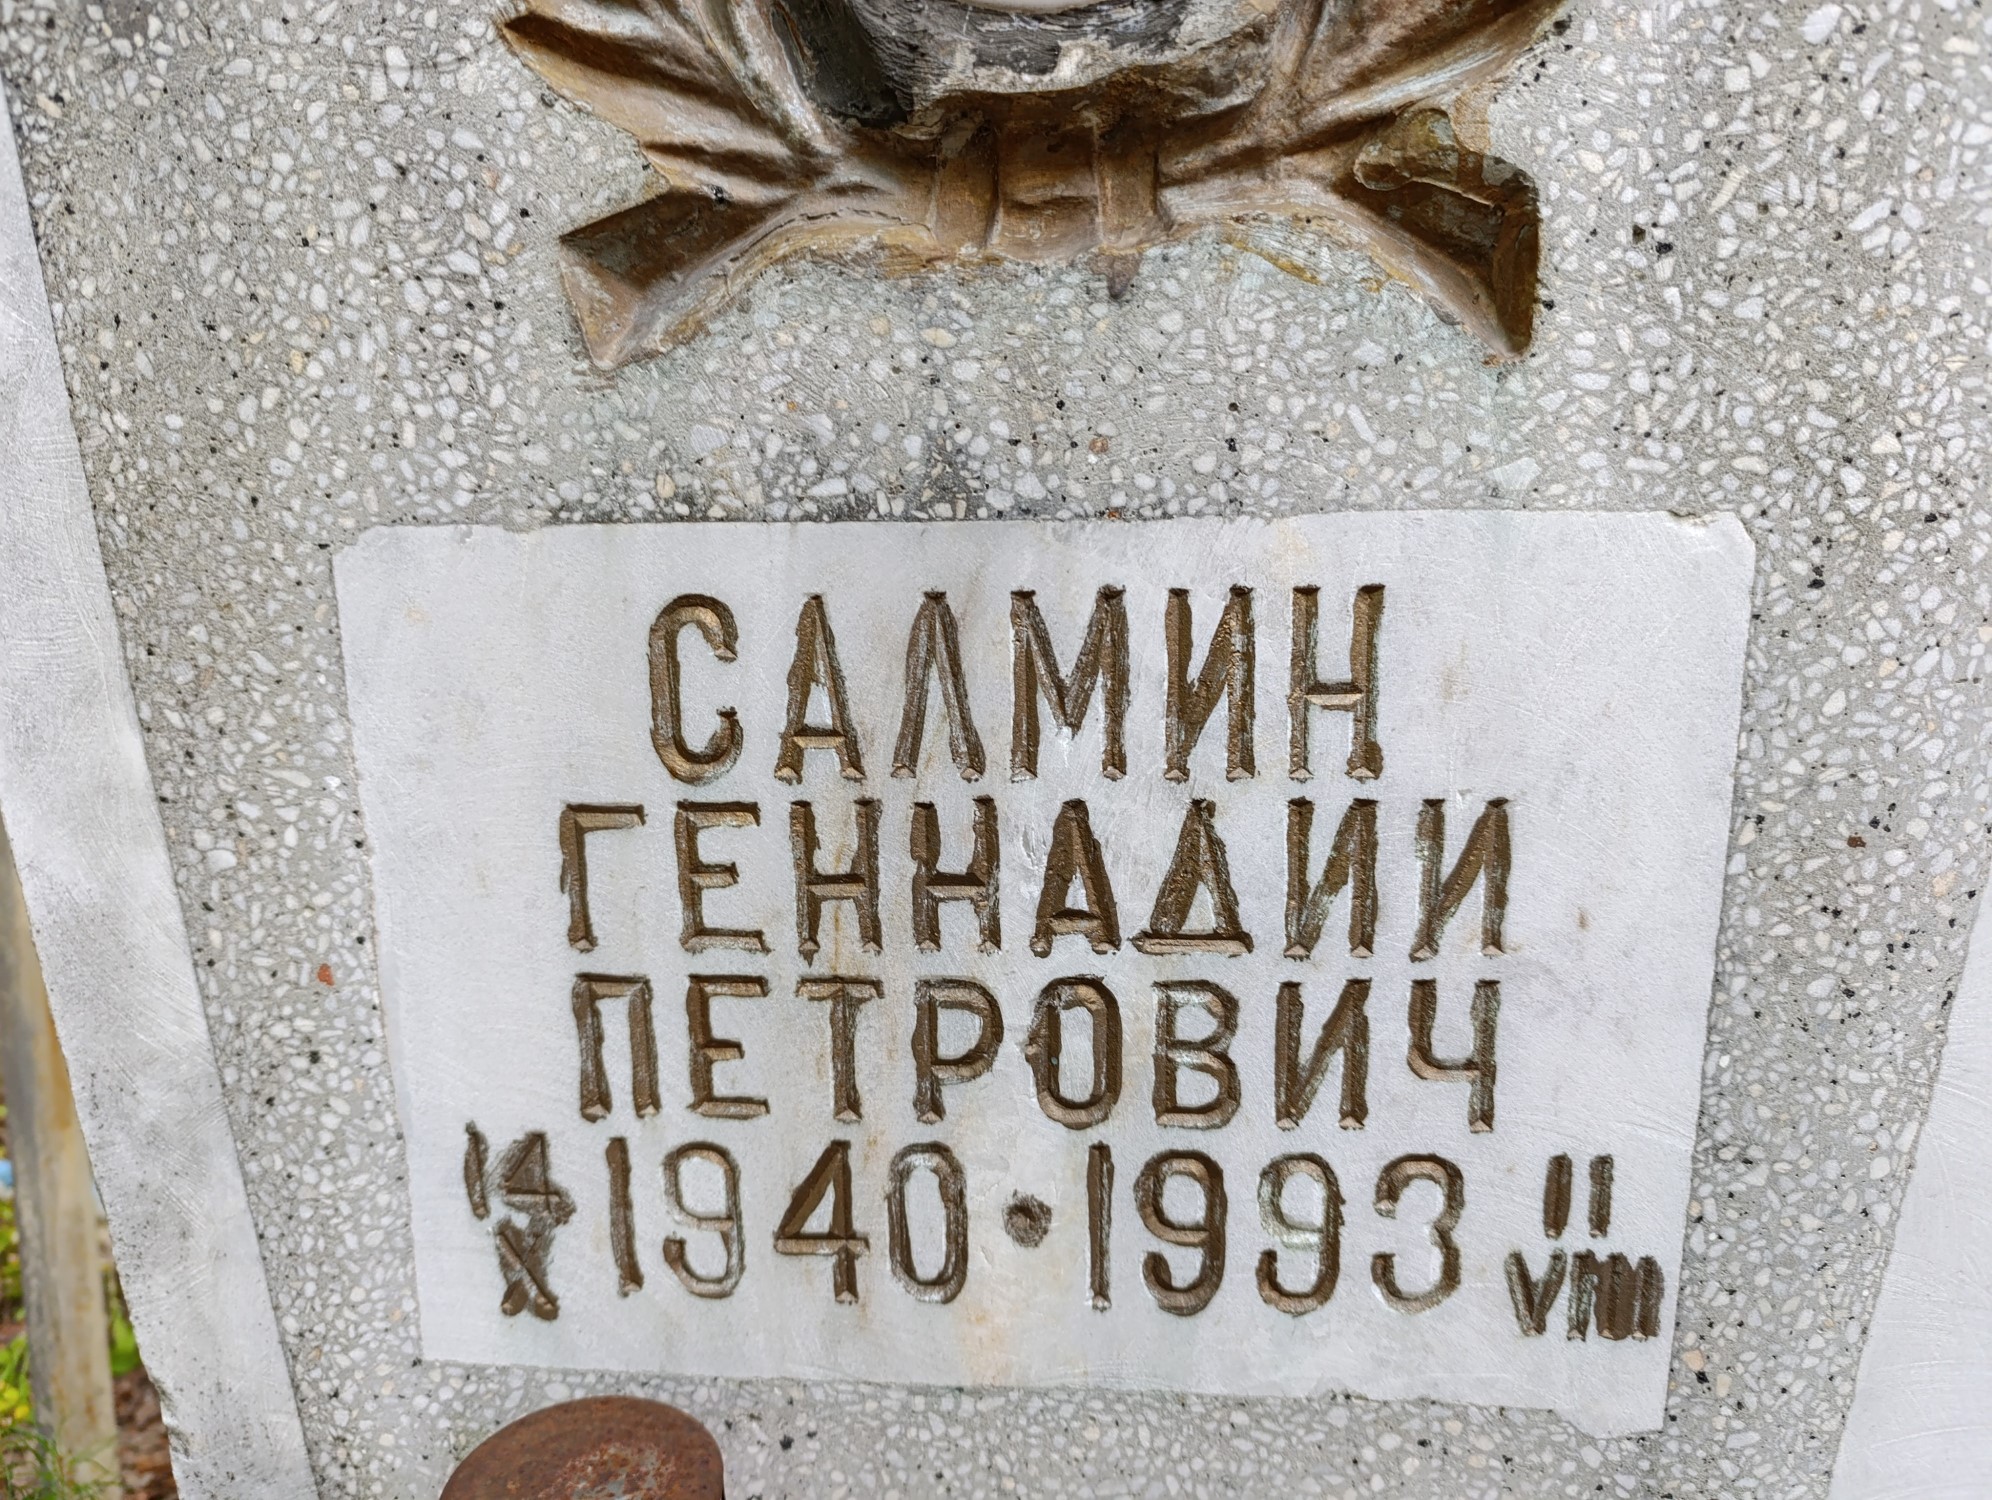 САЛМИН
ГЕННАДИИ
ПЕТРОВИЧ
14 X 1940 • 1993 11 VIII